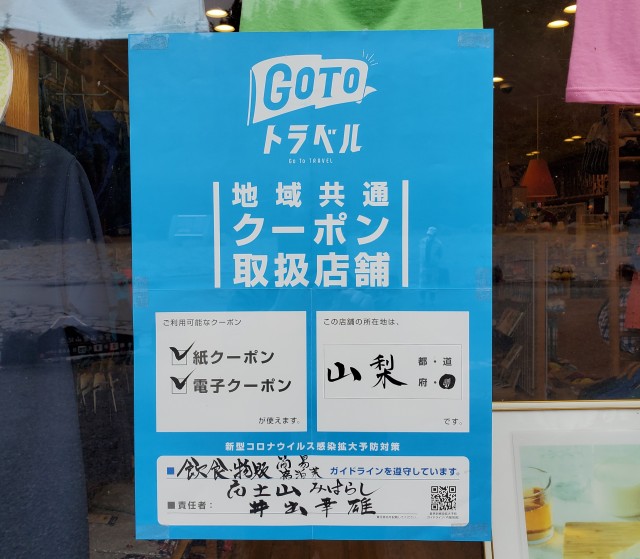 GOTO
トラベル
Go To TRAVEL
地域共通
クーポン
取扱店舗
ご利用可能なクーポン
紙クーポン
電子クーポン
が使えます。
この店舗の所在地は、
山梨 都・道
府・県
です。
新型コロナウイルス感染拡大予防対策
■飲食・物販 ガイドラインを遵守しています。
富士山みはらし
■責任者: 井出幸雄